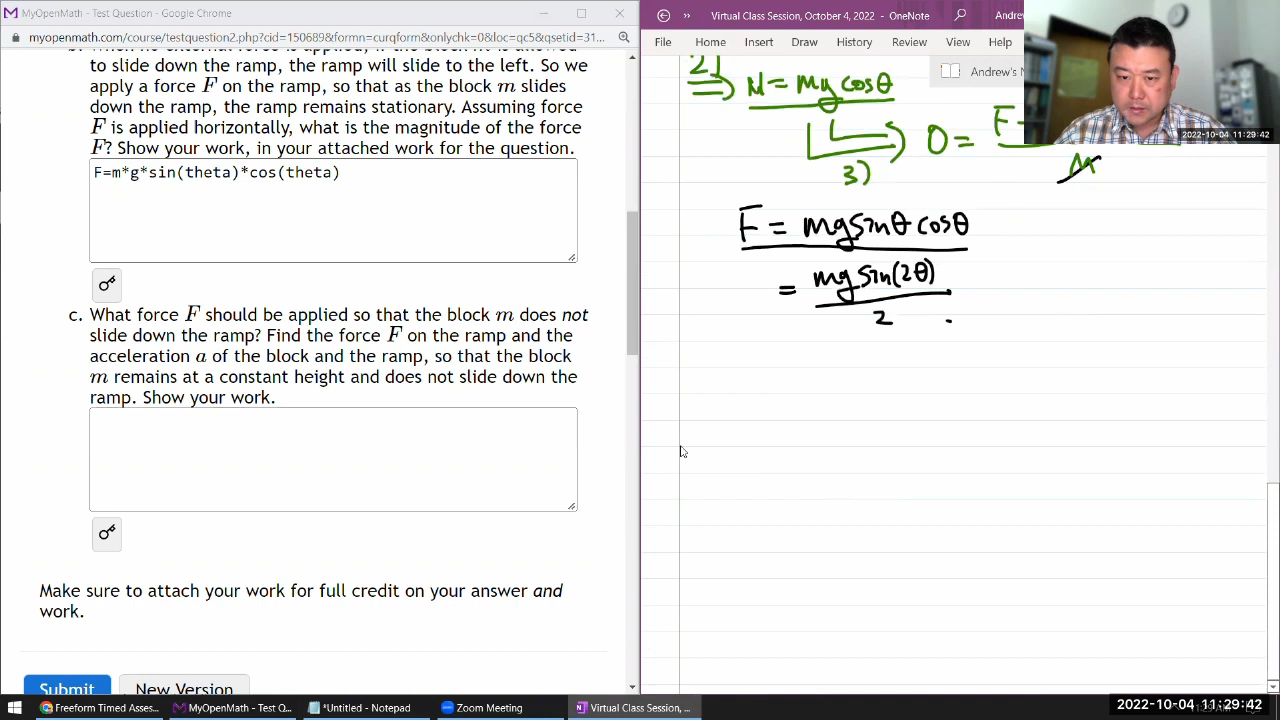 MyOpenMath - Test Question - Google Chrome
myopenmath.com/course/testquestion2.php?cid=150689&formn=curqform&onlychk=0&loc=qc5&qsetid=31...
to slide down the ramp, the ramp will slide to the left. So we
apply a force F on the ramp, so that as the block m slides
down the ramp, the ramp remains stationary. Assuming force
F is applied horizontally, what is the magnitude of the force
F? Show your work, in your attached work for the question.
F=m*g*sin(theta)*cos(theta)
c. What force F should be applied so that the block m does not
slide down the ramp? Find the force F on the ramp and the
acceleration a of the block and the ramp, so that the block
m remains at a constant height and does not slide down the
ramp. Show your work.
Make sure to attach your work for full credit on your answer and
work.
Submit
New Version
Virtual Class Session, October 4, 2022 - OneNote
Andrew
File Home Insert Draw History Review View Help
Andrew's N
2022-10-04 11:29:42
2)
N = mg cosθ
0 = F -
M
3)
F = mg sinθ cosθ
= mg sin(2θ)
2
Freeform Timed Asses...
MyOpenMath - Test Q...
*Untitled - Notepad
Zoom Meeting
Virtual Class Session, ...
2022-10-04 11:29:42